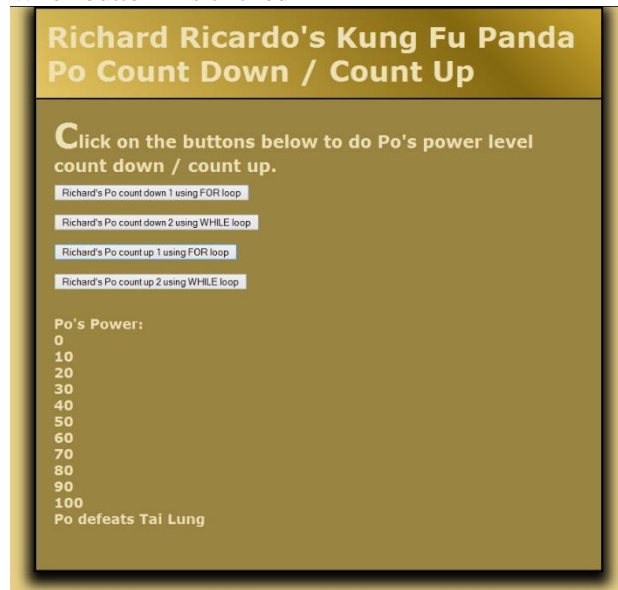 Richard Ricardo's Kung Fu Panda
Po Count Down / Count Up
Click on the buttons below to do Po's power level
count down / count up.
Richard's Po count down 1 using FOR loop
Richard's Po count down 2 using WHILE loop
Richard's Po count up 1 using FOR loop
Richard's Po count up 2 using WHILE loop
Po's Power:
0
10
20
30
40
50
60
70
80
90
100
Po defeats Tai Lung